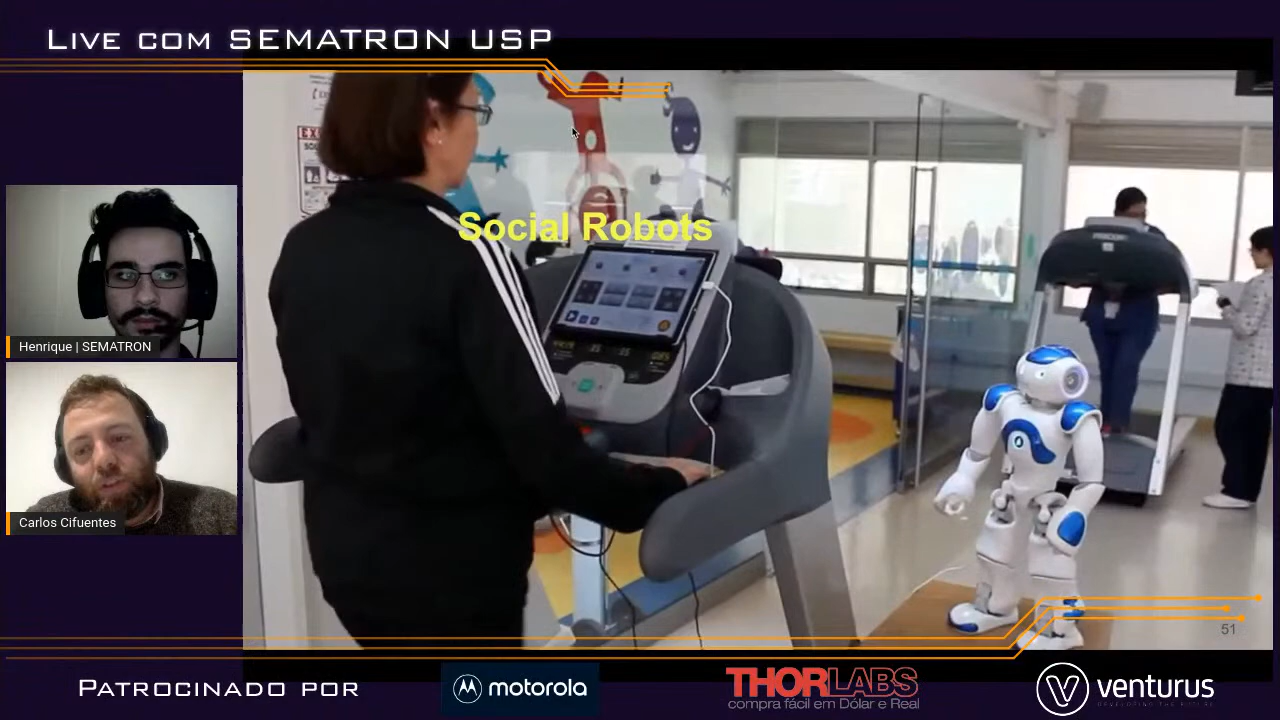 LIVE COM SEMATRON USP
Social Robots
Henrique | SEMATRON
Carlos Cifuentes
51
PATROCINADO POR
motorola
THORLABS
compra fácil em Dólar e Real
venturus